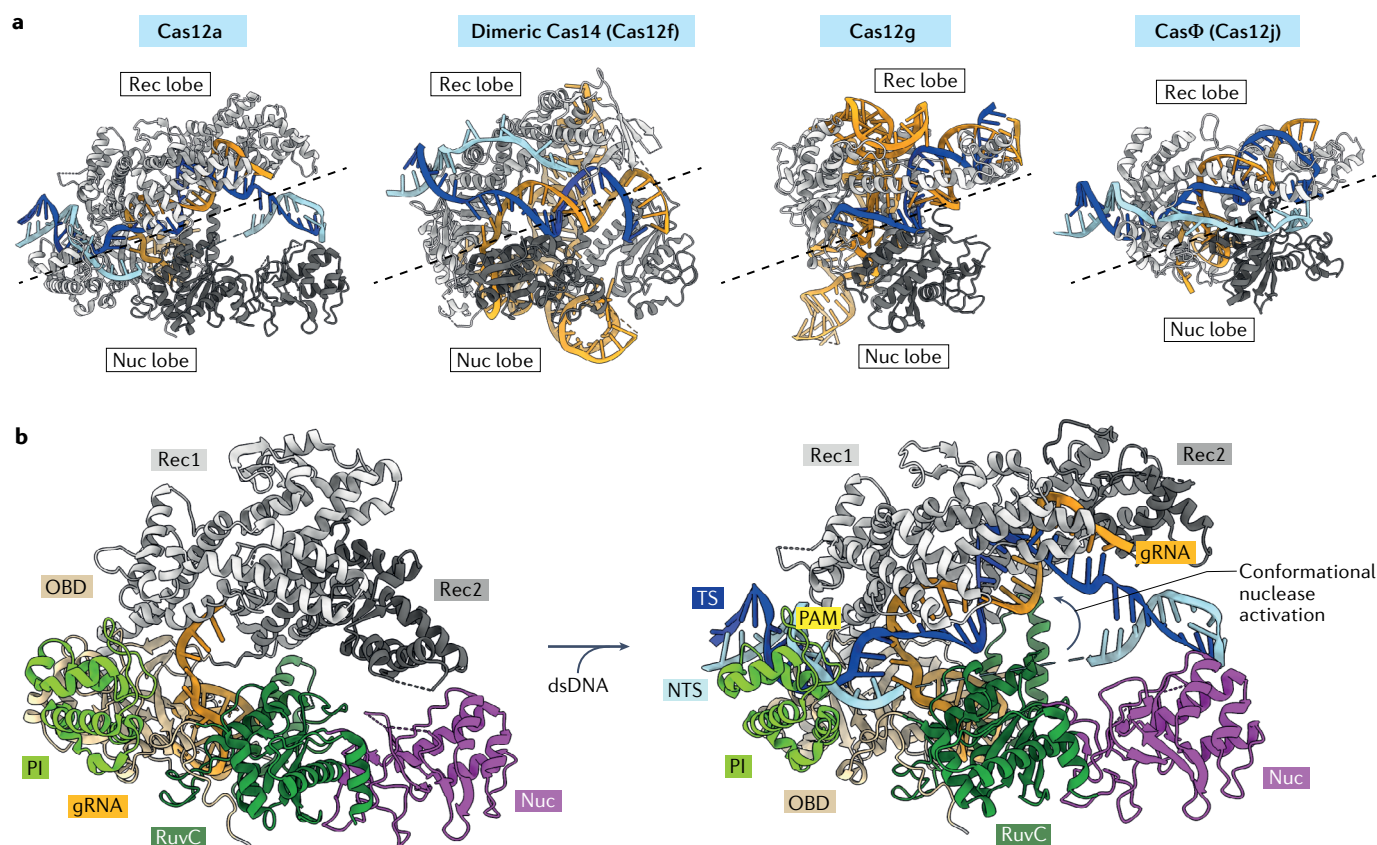 a
Cas12a
Dimeric Cas14 (Cas12f)
Cas12g
CasΦ (Cas12j)
Rec lobe
Rec lobe
Rec lobe
Rec lobe
Nuc lobe
Nuc lobe
Nuc lobe
Nuc lobe
b
Rec1
OBD
Rec2
PI
gRNA
RuvC
Nuc
dsDNA
Rec1
Rec2
gRNA
Conformational
nuclease
activation
TS
PAM
NTS
PI
OBD
RuvC
Nuc